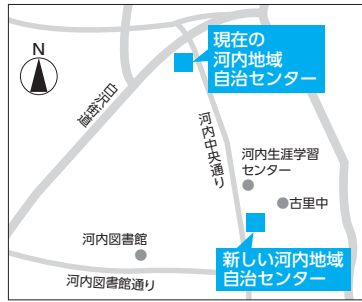 現在の
河内地域
自治センター
N
白沢街道
河内中央通り
河内生涯学習
センター
古里中
河内図書館
新しい河内地域
自治センター
河内図書館通り